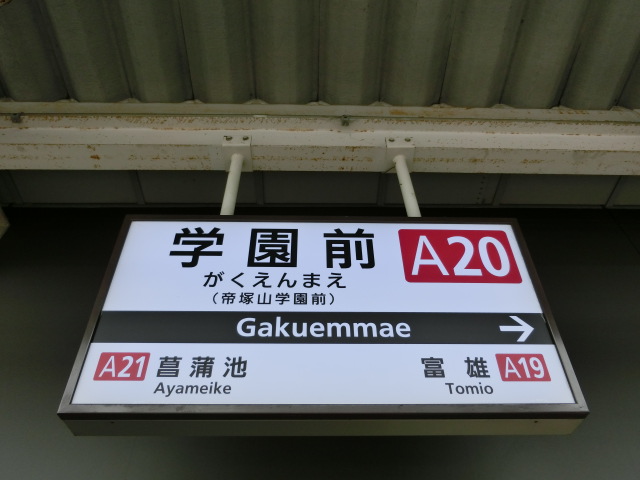 学園前 A20
がくえんまえ
（帝塚山学園前）
Gakuemmae
A21 菖蒲池 富雄 A19
Ayameike Tomio